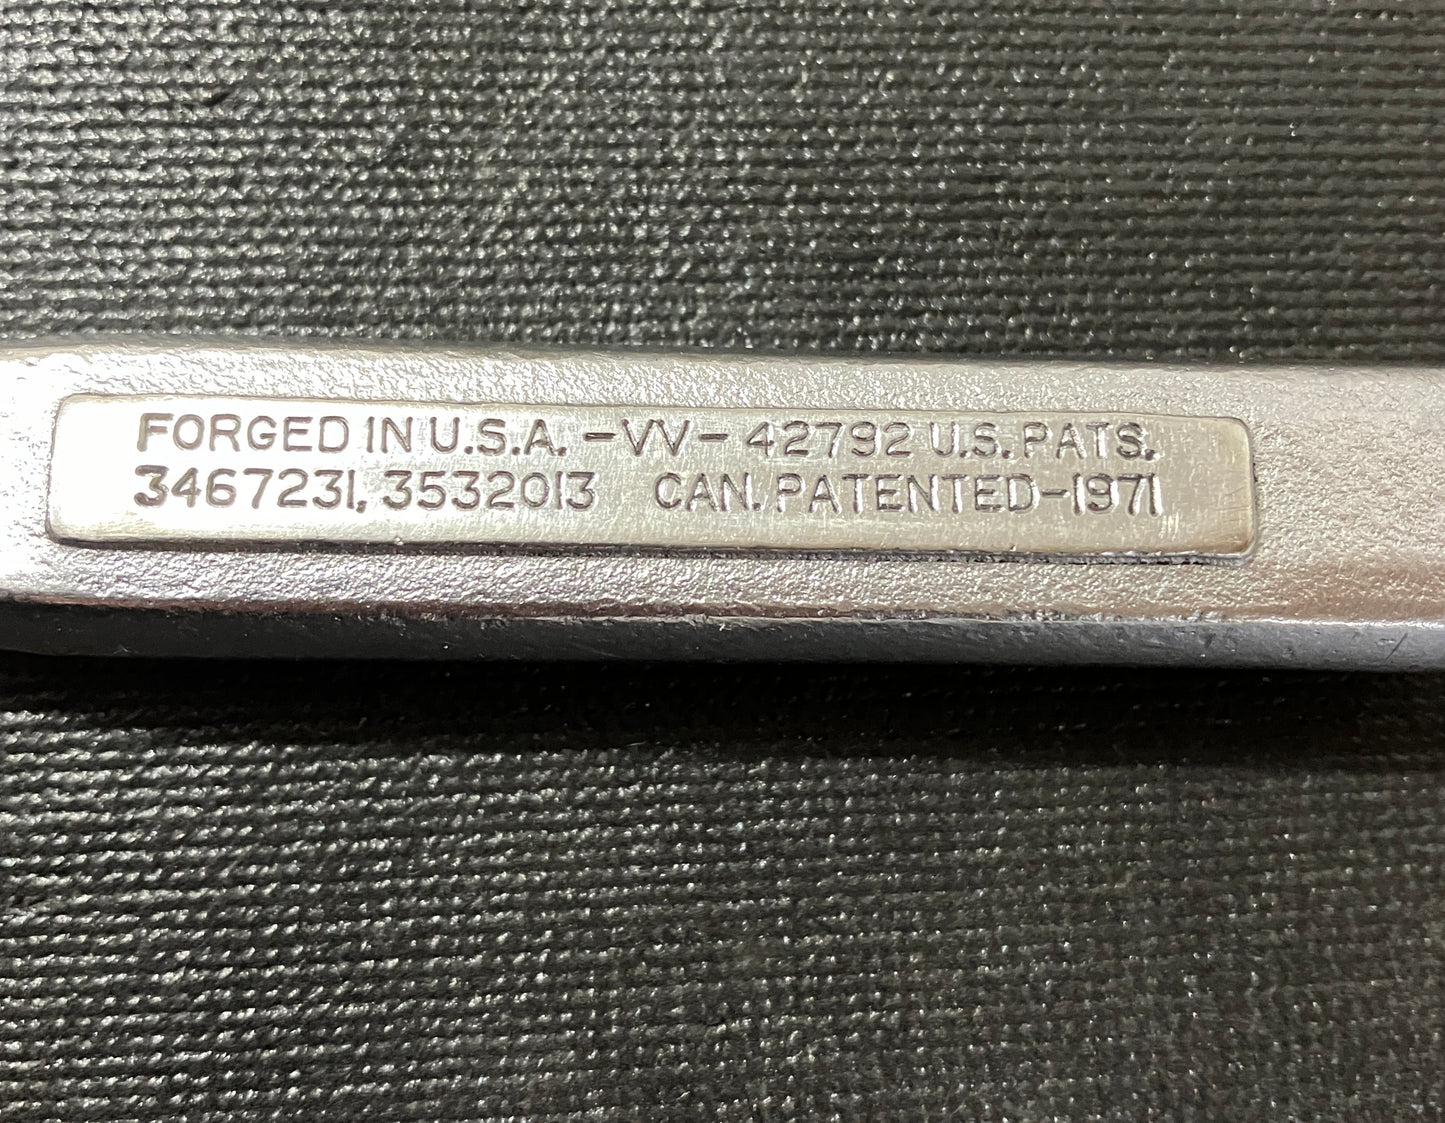 FORGED IN U.S.A. -VV- 42792 U.S. PATS.
3467231, 3532013 CAN. PATENTED-1971